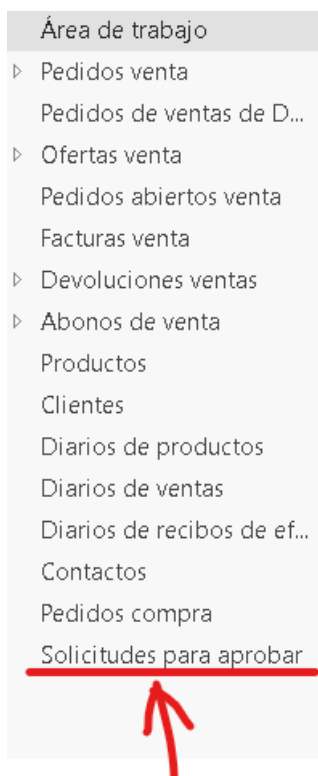 Área de trabajo
Pedidos venta
Pedidos de ventas de D...
Ofertas venta
Pedidos abiertos venta
Facturas venta
Devoluciones ventas
Abonos de venta
Productos
Clientes
Diarios de productos
Diarios de ventas
Diarios de recibos de ef...
Contactos
Pedidos compra
Solicitudes para aprobar